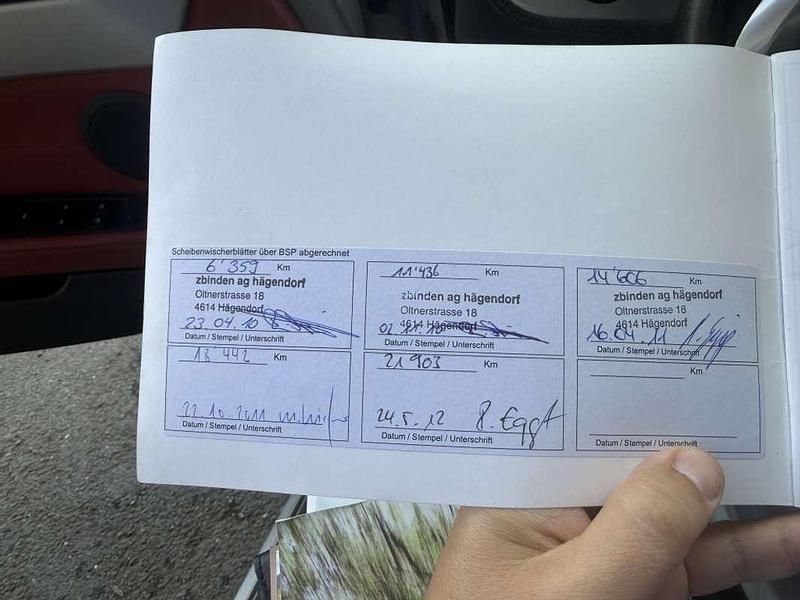 Scheibenwischerblätter über BSP abgerechnet
6'359 Km
zbinden ag hägendorf
Oltnerstrasse 18
4614 Hägendorf
23.04.10
Datum / Stempel / Unterschrift
11'436 Km
zbinden ag hägendorf
Oltnerstrasse 18
4614 Hägendorf
Datum / Stempel / Unterschrift
14'606 Km
zbinden ag hägendorf
Oltnerstrasse 18
4614 Hägendorf
16.04.11
Datum / Stempel / Unterschrift
18'442 Km
22.10.2011
Datum / Stempel / Unterschrift
21'903 Km
24.5.12
Datum / Stempel / Unterschrift
Km
Datum / Stempel / Unterschrift